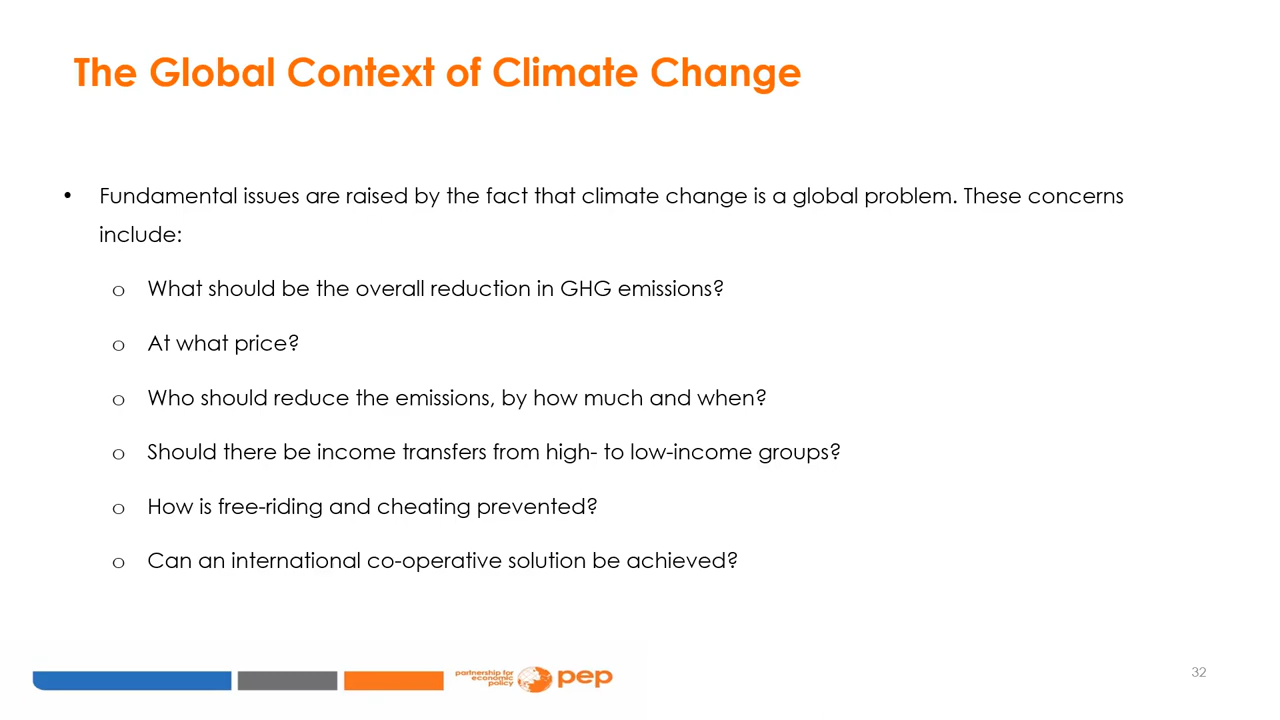 The Global Context of Climate Change
• Fundamental issues are raised by the fact that climate change is a global problem. These concerns
include:
o What should be the overall reduction in GHG emissions?
o At what price?
o Who should reduce the emissions, by how much and when?
o Should there be income transfers from high- to low-income groups?
o How is free-riding and cheating prevented?
o Can an international co-operative solution be achieved?
partnership for
economic
policy
pep
32